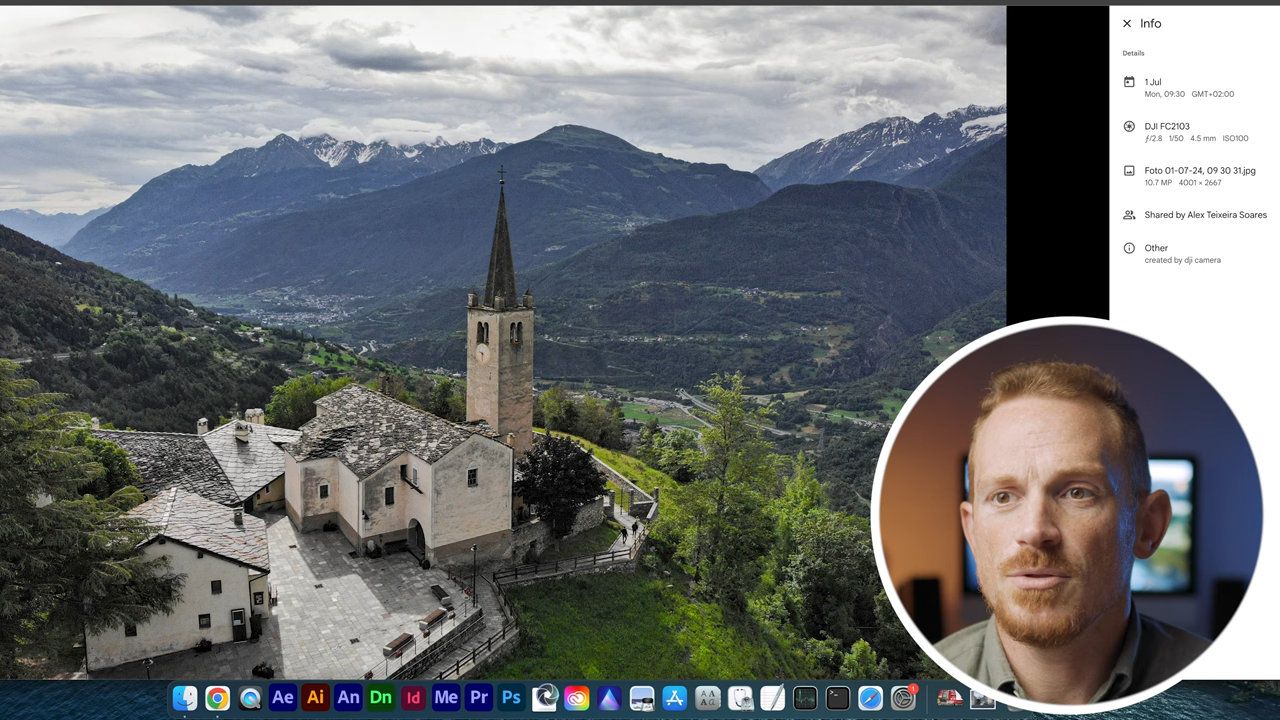 Info
Details
1 Jul
Mon, 09:30 GMT+02:00
DJI FC2103
ƒ/2.8 1/50 4.5 mm ISO100
Foto 01-07-24, 09 30 31.jpg
10.7 MP 4001 × 2667
Shared by Alex Teixeira Soares
Other
created by dji camera
Ae Ai An Dn Id Me Pr Ps
1